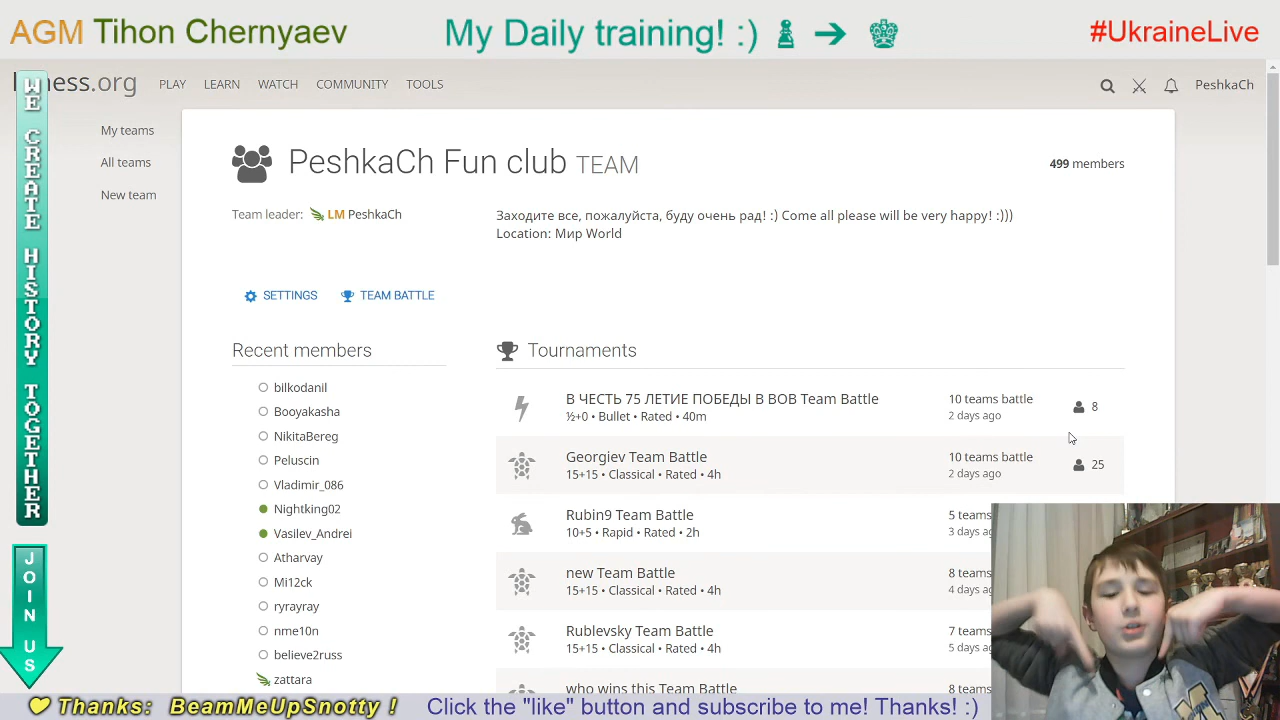 AGM Tihon Chernyaev
My Daily training! :)
#UkraineLive
WE CREATE HISTORY TOGETHER
JOIN US
ness.org
PLAY
LEARN
WATCH
COMMUNITY
TOOLS
PeshkaCh
My teams
All teams
New team
PeshkaCh Fun club TEAM
499 members
Team leader: LM PeshkaCh
Заходите все, пожалуйста, буду очень рад! :) Come all please will be very happy! :)))
Location: Мир World
SETTINGS
TEAM BATTLE
Recent members
bilkodanil
Booyakasha
NikitaBereg
Peluscin
Vladimir_086
Nightking02
Vasilev_Andrei
Atharvay
Mi12ck
ryrayray
nme10n
believe2russ
zattara
Tournaments
В ЧЕСТЬ 75 ЛЕТИЕ ПОБЕДЫ В ВОВ Team Battle
½+0 • Bullet • Rated • 40m
10 teams battle
2 days ago
8
Georgiev Team Battle
15+15 • Classical • Rated • 4h
10 teams battle
2 days ago
25
Rubin9 Team Battle
10+5 • Rapid • Rated • 2h
5 teams
3 days
new Team Battle
15+15 • Classical • Rated • 4h
8 teams
4 days
Rublevsky Team Battle
15+15 • Classical • Rated • 4h
7 teams
5 days
who wins this Team Battle
8 teams
Thanks: BeamMeUpSnotty !
Click the "like" button and subscribe to me! Thanks! :)